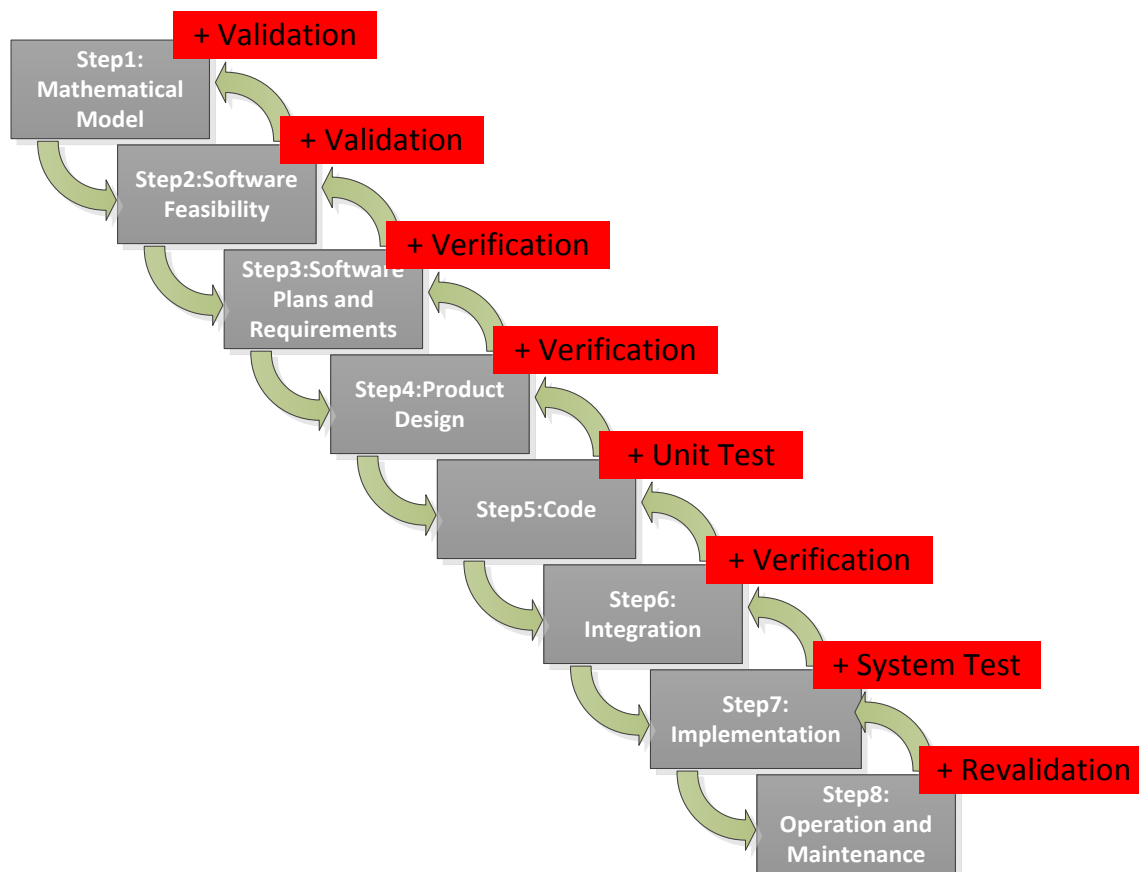 + Validation
Step1:
Mathematical
Model
+ Validation
Step2:Software
Feasibility
+ Verification
Step3:Software
Plans and
Requirements
+ Verification
Step4:Product
Design
+ Unit Test
Step5:Code
+ Verification
Step6:
Integration
+ System Test
Step7:
Implementation
+ Revalidation
Step8:
Operation and
Maintenance